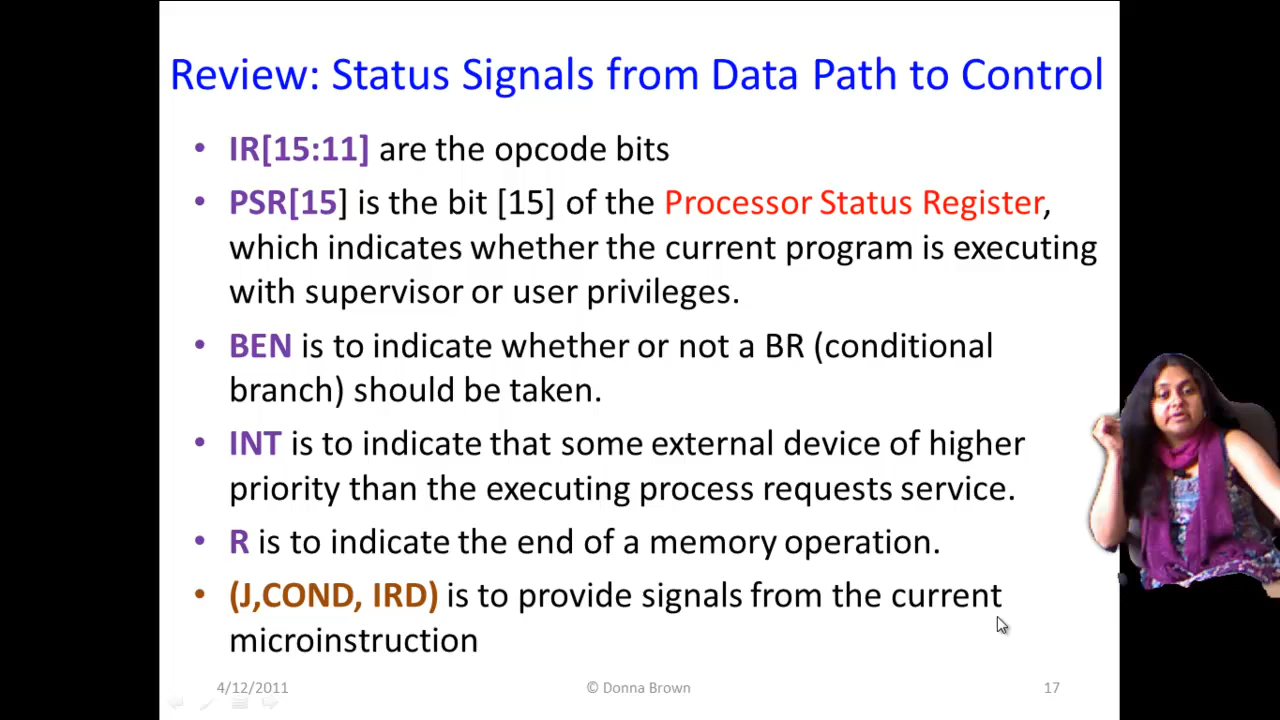 Review: Status Signals from Data Path to Control
• IR[15:11] are the opcode bits
• PSR[15] is the bit [15] of the Processor Status Register,
which indicates whether the current program is executing
with supervisor or user privileges.
• BEN is to indicate whether or not a BR (conditional
branch) should be taken.
• INT is to indicate that some external device of higher
priority than the executing process requests service.
• R is to indicate the end of a memory operation.
• (J,COND, IRD) is to provide signals from the current
microinstruction
4/12/2011
© Donna Brown
17